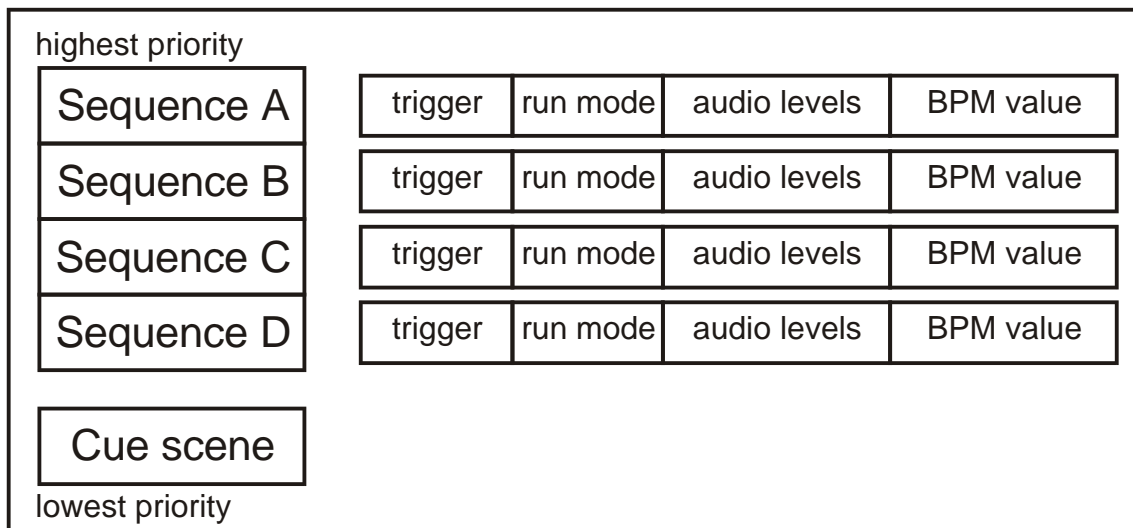 highest priority
Sequence A trigger run mode audio levels BPM value
Sequence B trigger run mode audio levels BPM value
Sequence C trigger run mode audio levels BPM value
Sequence D trigger run mode audio levels BPM value
Cue scene
lowest priority